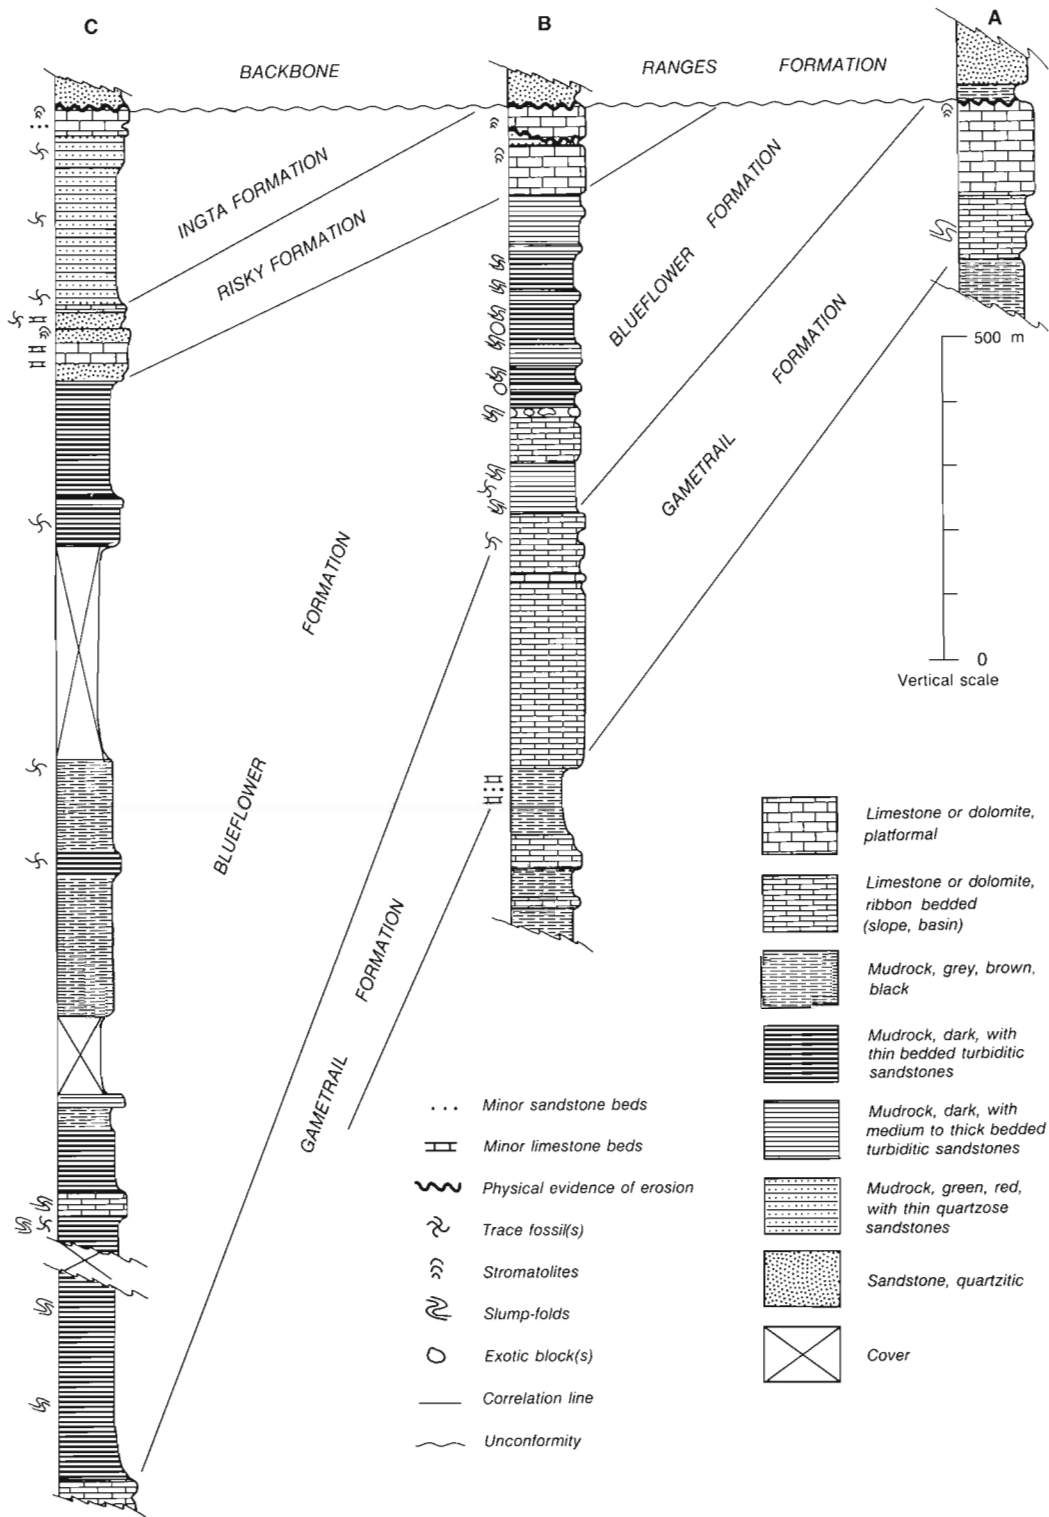 C
B
A
BACKBONE
RANGES
FORMATION
INGTA FORMATION
RISKY FORMATION
BLUEFLOWER
FORMATION
GAMETRAIL
FORMATION
500 m
0
Vertical scale
BLUEFLOWER
FORMATION
GAMETRAIL
FORMATION
Limestone or dolomite,
platformal
Limestone or dolomite,
ribbon bedded
(slope, basin)
Mudrock, grey, brown,
black
Mudrock, dark, with
thin bedded turbiditic
sandstones
Mudrock, dark, with
medium to thick bedded
turbiditic sandstones
Mudrock, green, red,
with thin quartzose
sandstones
Sandstone, quartzitic
Cover
Minor sandstone beds
Minor limestone beds
Physical evidence of erosion
Trace fossil(s)
Stromatolites
Slump-folds
Exotic block(s)
Correlation line
Unconformity